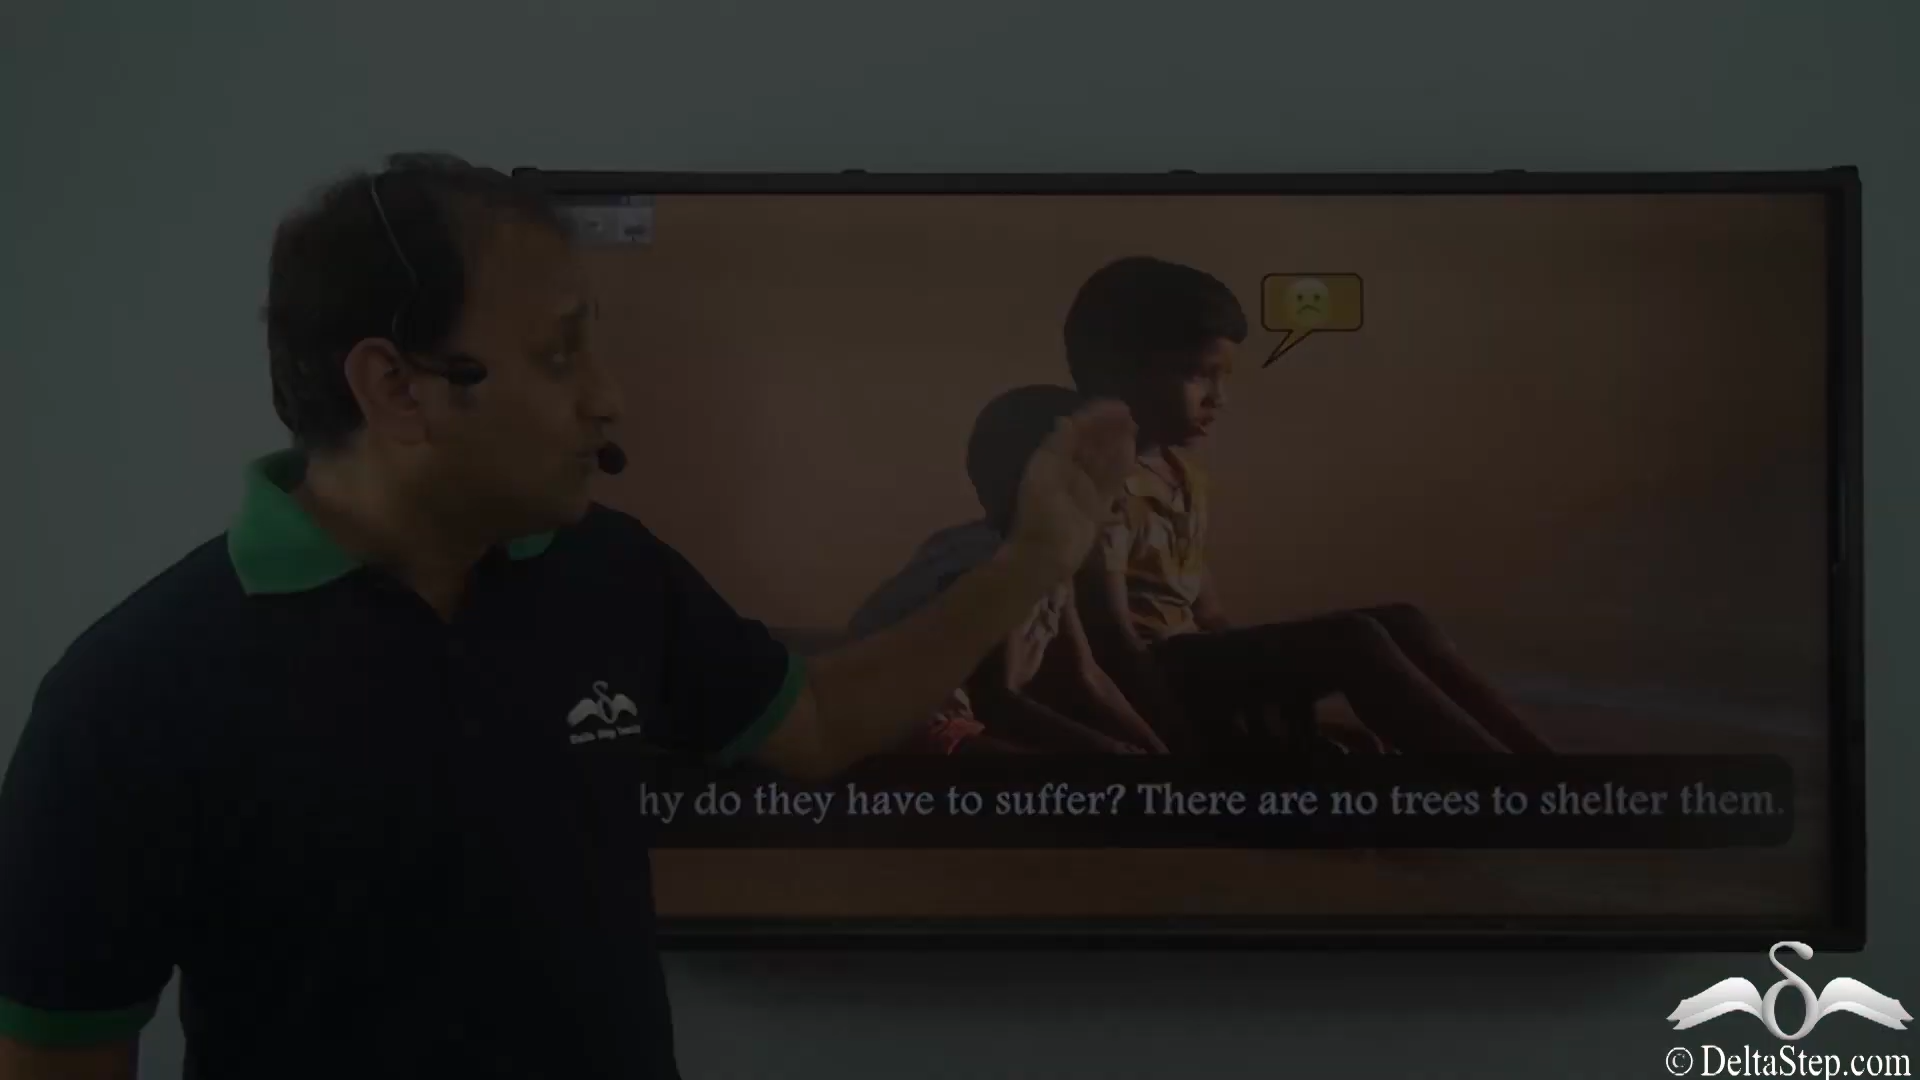 hy do they have to suffer? There are no trees to shelter them.
© DeltaStep.com